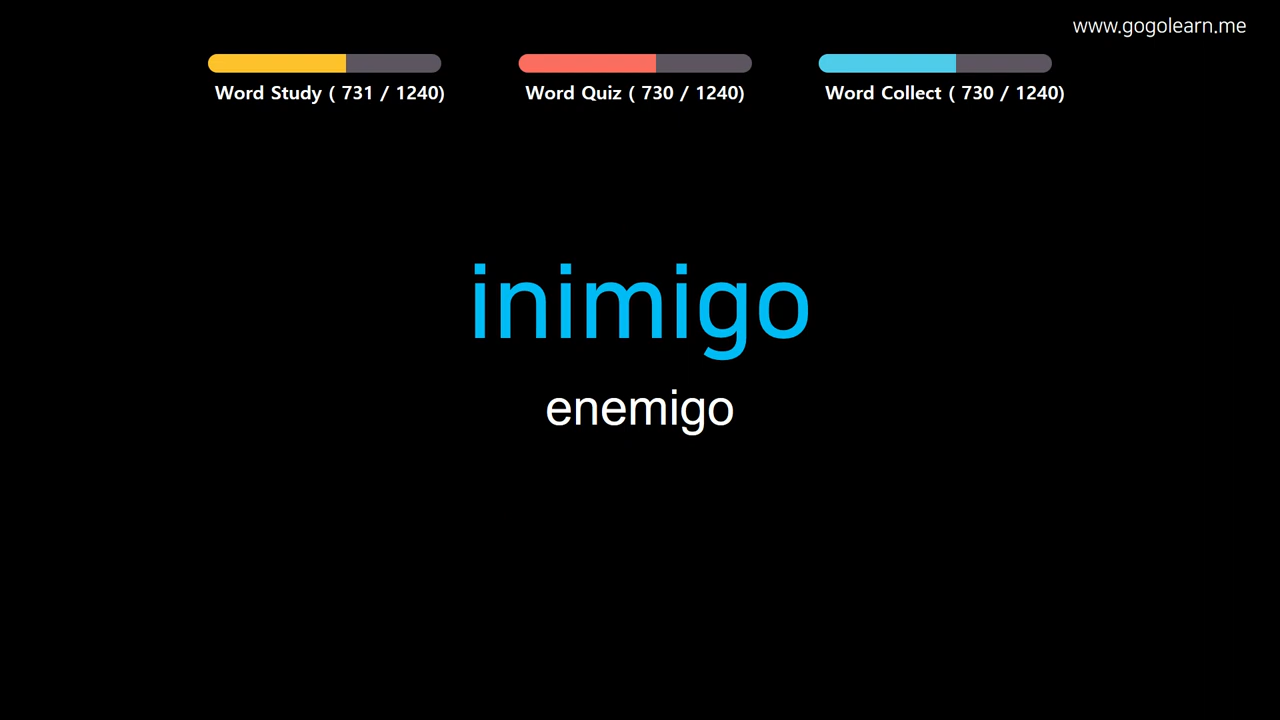 www.gogolearn.me
Word Study ( 731 / 1240)
Word Quiz ( 730 / 1240)
Word Collect ( 730 / 1240)
inimigo
enemigo